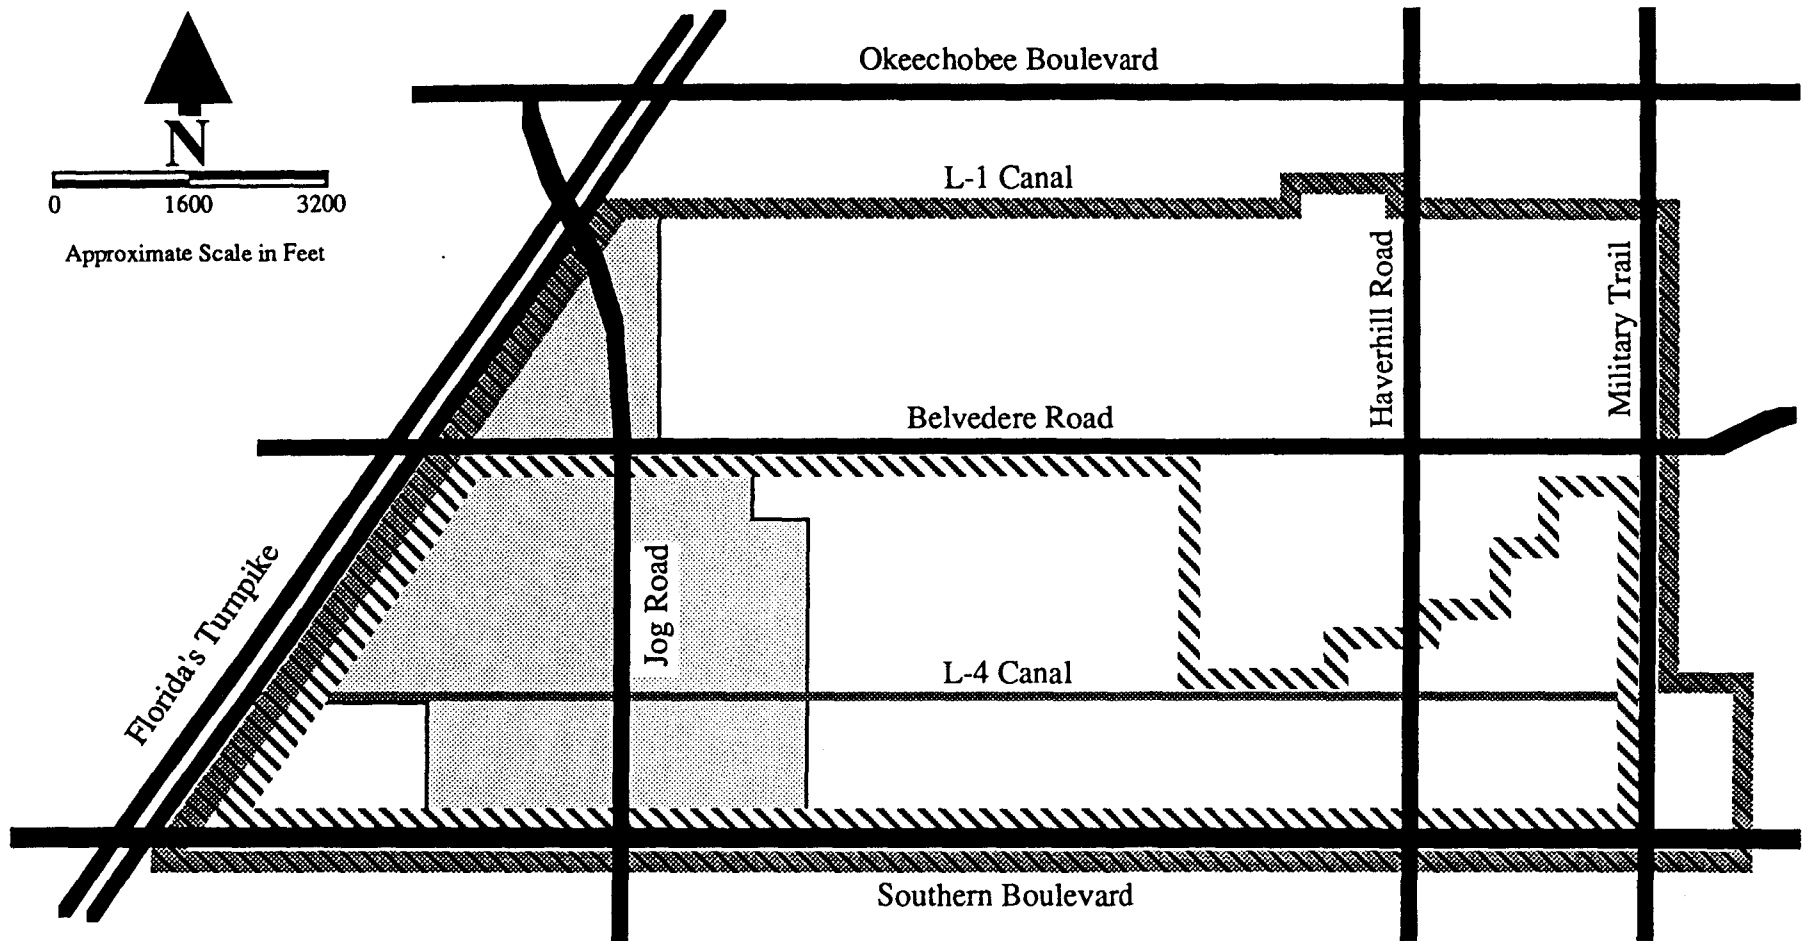 Okeechobee Boulevard
N
0 1600 3200
Approximate Scale in Feet
L-1 Canal
Haverhill Road
Military Trail
Belvedere Road
Florida's Turnpike
Jog Road
L-4 Canal
Southern Boulevard